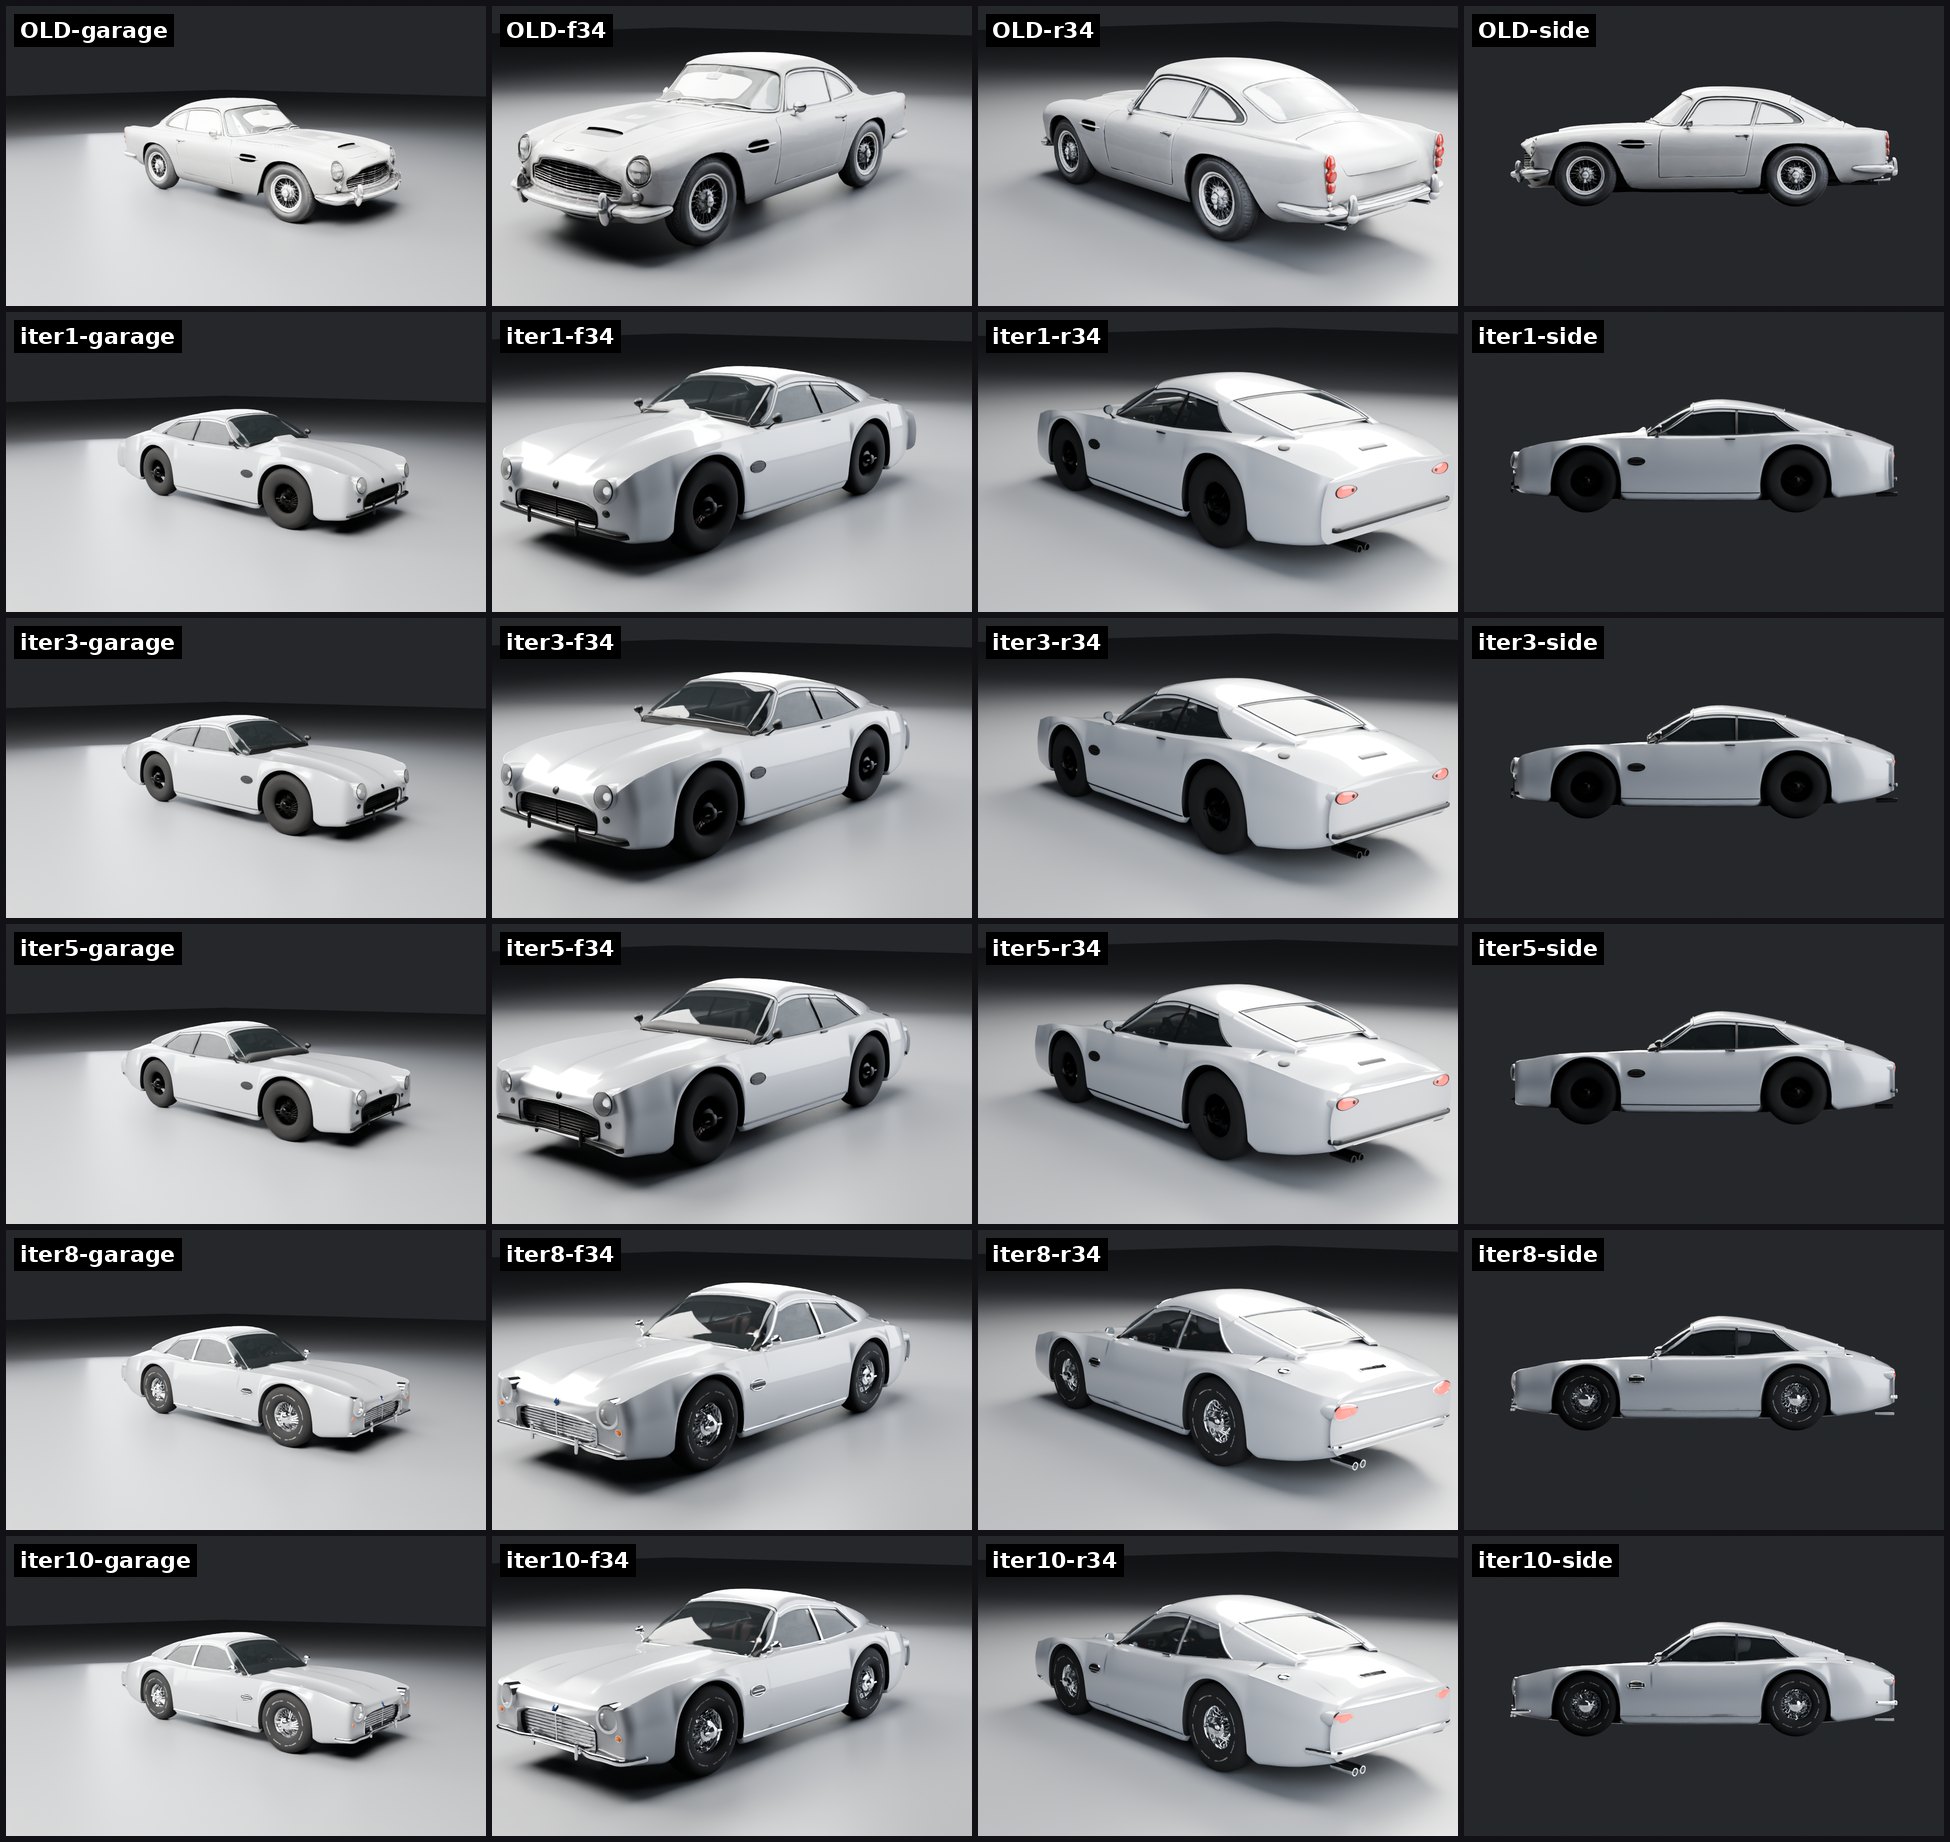 OLD-garage
OLD-f34
OLD-r34
OLD-side
iter1-garage
iter1-f34
iter1-r34
iter1-side
iter3-garage
iter3-f34
iter3-r34
iter3-side
iter5-garage
iter5-f34
iter5-r34
iter5-side
iter8-garage
iter8-f34
iter8-r34
iter8-side
iter10-garage
iter10-f34
iter10-r34
iter10-side